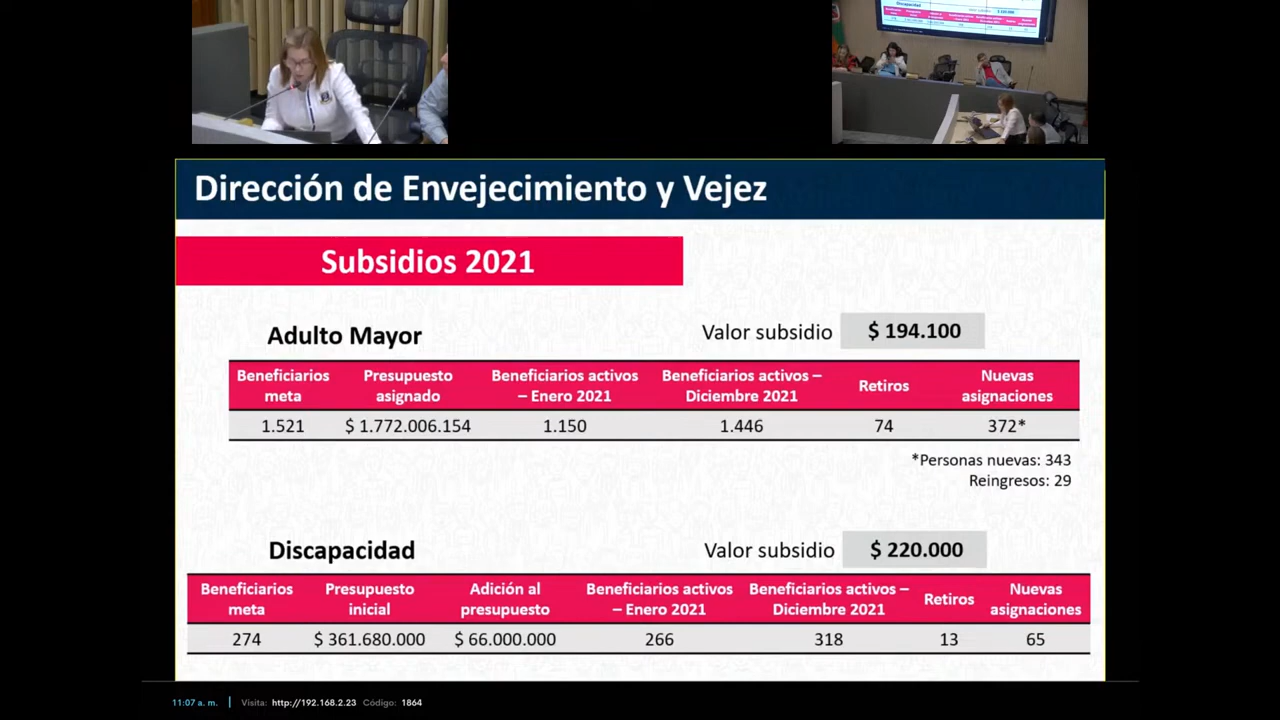 Dirección de Envejecimiento y Vejez
Subsidios 2021
Adulto Mayor
Valor subsidio $ 194.100
Beneficiarios meta Presupuesto asignado Beneficiarios activos – Enero 2021 Beneficiarios activos – Diciembre 2021 Retiros Nuevas asignaciones
1.521 $ 1.772.006.154 1.150 1.446 74 372*
*Personas nuevas: 343
Reingresos: 29
Discapacidad
Valor subsidio $ 220.000
Beneficiarios meta Presupuesto inicial Adición al presupuesto Beneficiarios activos – Enero 2021 Beneficiarios activos – Diciembre 2021 Retiros Nuevas asignaciones
274 $ 361.680.000 $ 66.000.000 266 318 13 65
11:07 a. m. | Visita: http://192.168.2.23 Código: 1864